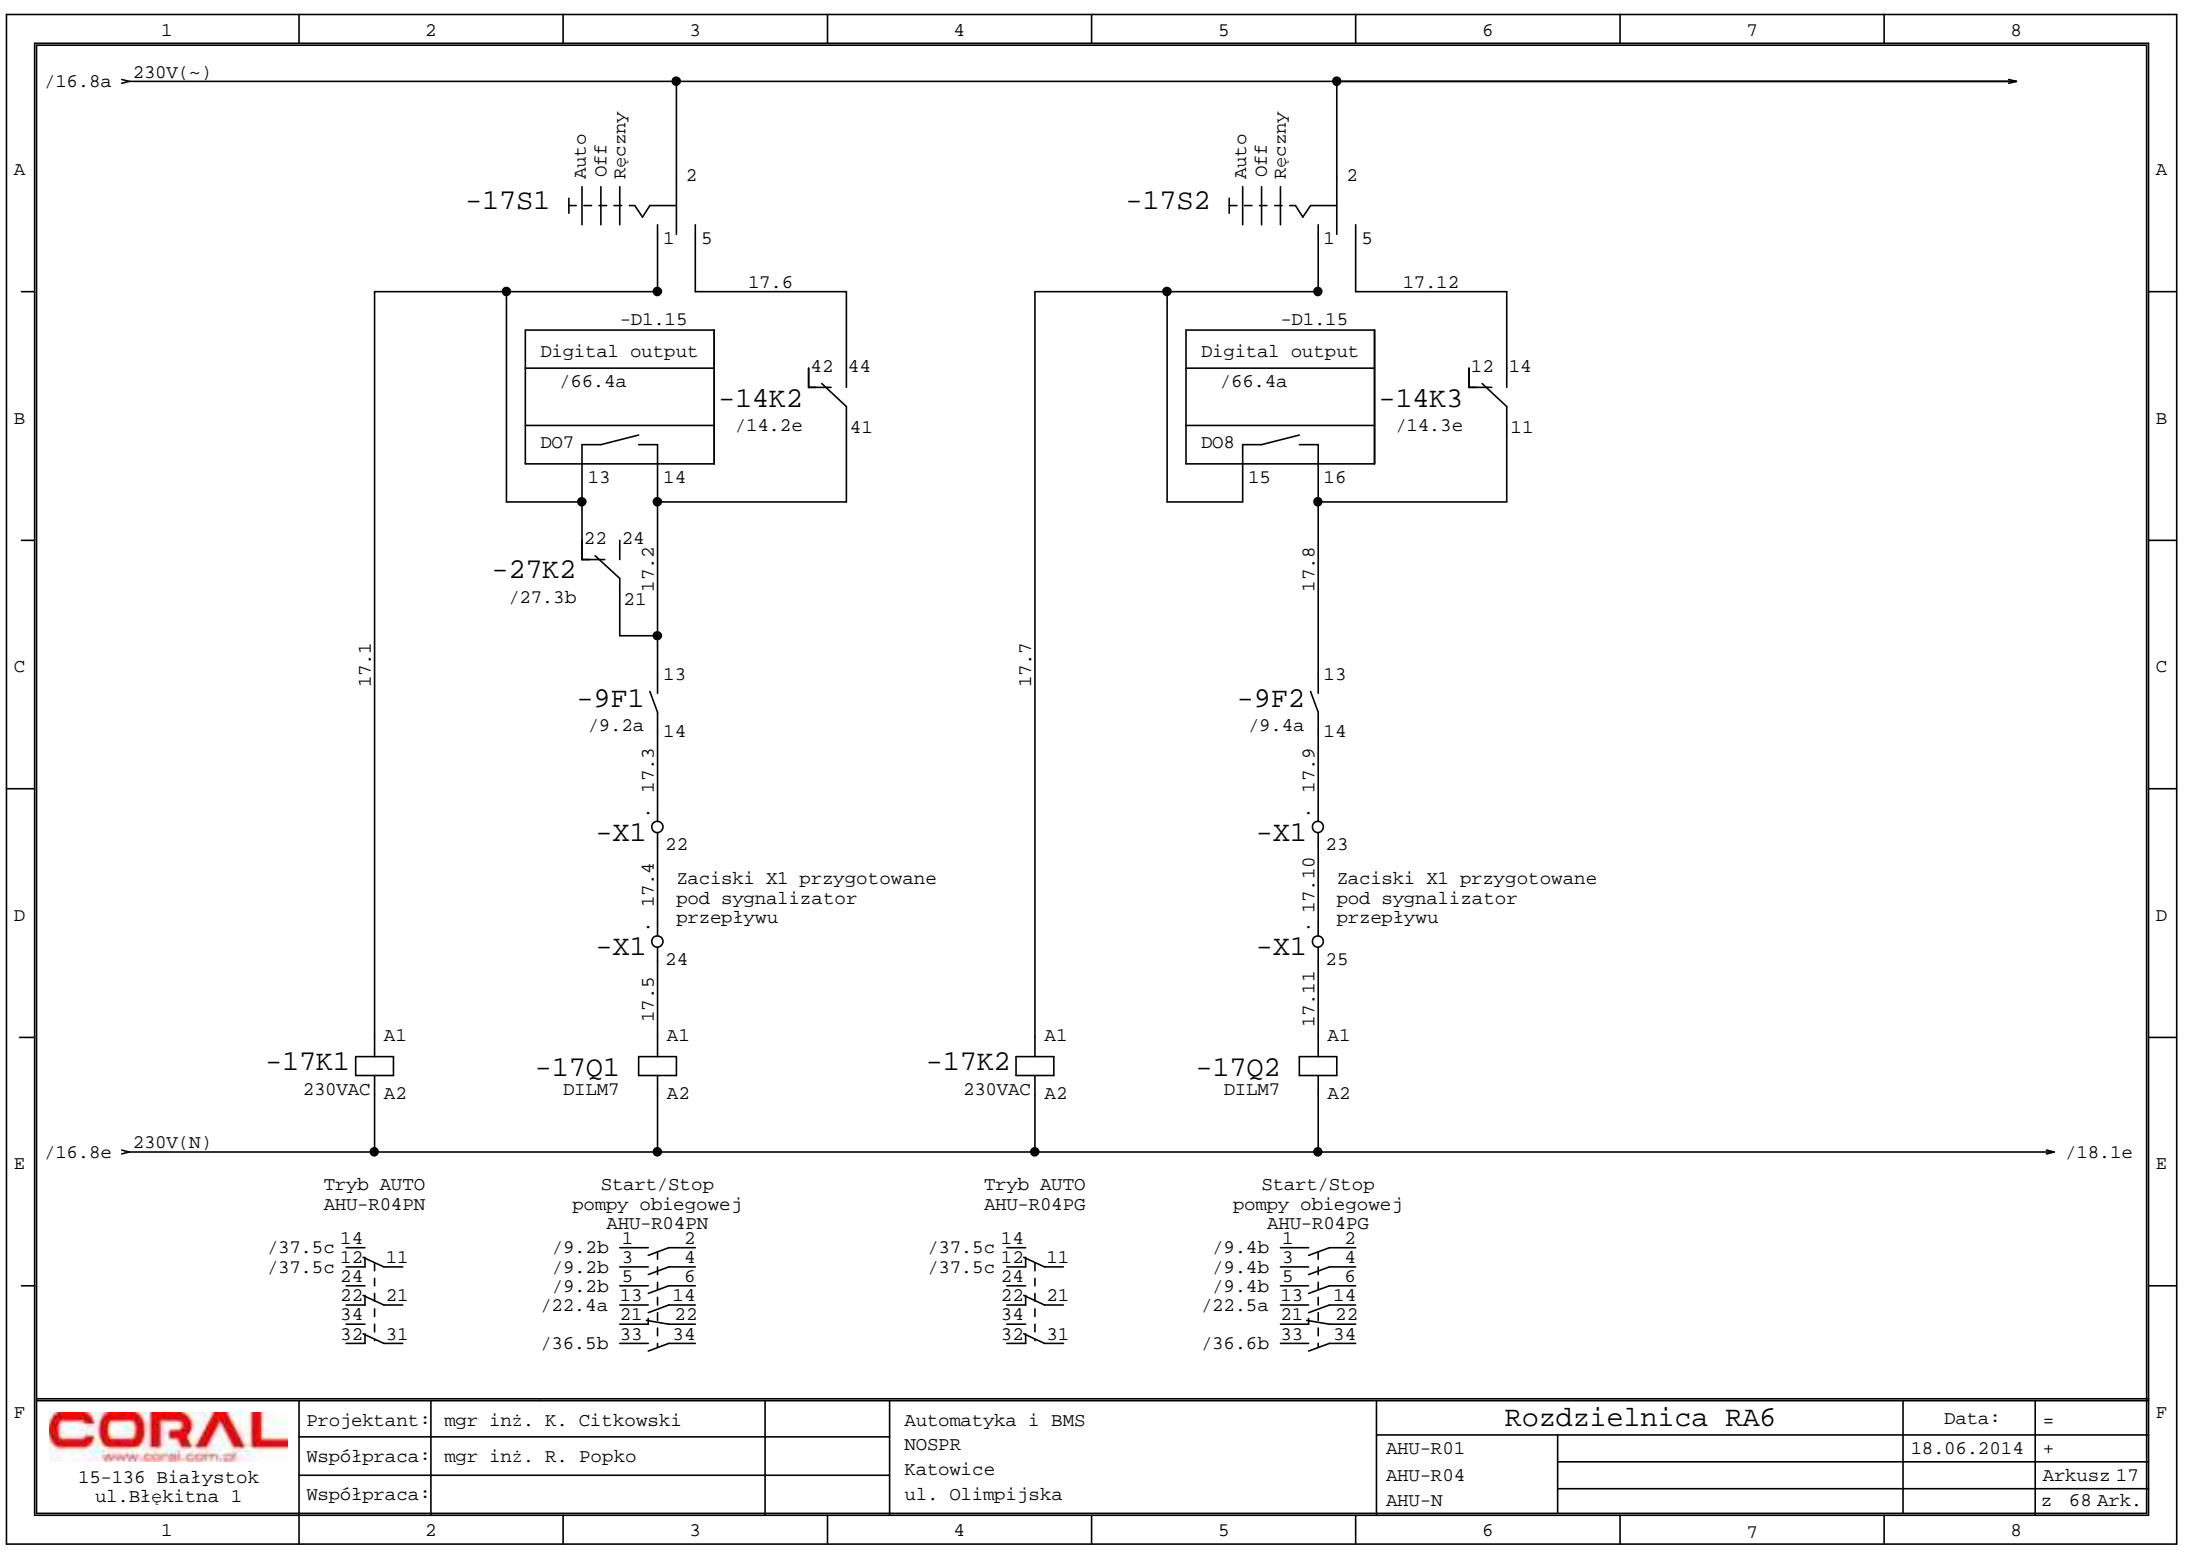 1 2 3 4 5 6 7 8
/16.8a 230V(~)
A A
Auto Off Ręczny
Auto Off Ręczny
2 2
-17S1 -17S2
1 5 1 5
17.6 17.12
-D1.15 -D1.15
Digital output Digital output
/66.4a /66.4a
42 44 12 14
-14K2 -14K3
/14.2e /14.3e
41 11
B B
DO7 DO8
13 14 15 16
22 24
17.2 17.8
-27K2
/27.3b
21
17.1 17.7
C C
13 13
-9F1 -9F2
/9.2a /9.4a
14 14
17.3 17.9
-X1 -X1
22 23
17.4 17.10
Zaciski X1 przygotowane
pod sygnalizator
przepływu
Zaciski X1 przygotowane
pod sygnalizator
przepływu
D D
-X1 -X1
24 25
17.5 17.11
A1 A1 A1 A1
-17K1 -17Q1 -17K2 -17Q2
230VAC DILM7 230VAC DILM7
A2 A2 A2 A2
/16.8e 230V(N) /18.1e
E E
Tryb AUTO
AHU-R04PN
Start/Stop
pompy obiegowej
AHU-R04PN
Tryb AUTO
AHU-R04PG
Start/Stop
pompy obiegowej
AHU-R04PG
/37.5c 14
/37.5c 12 11
24
22 21
34
32 31
/9.2b 1 2
/9.2b 3 4
/9.2b 5 6
/22.4a 13 14
21 22
/36.5b 33 34
/37.5c 14
/37.5c 12 11
24
22 21
34
32 31
/9.4b 1 2
/9.4b 3 4
/9.4b 5 6
/22.5a 13 14
21 22
/36.6b 33 34
F F
CORAL
www.coral.com.pl
15-136 Białystok
ul.Błękitna 1
Projektant: mgr inż. K. Citkowski
Współpraca: mgr inż. R. Popko
Współpraca:
Automatyka i BMS
NOSPR
Katowice
ul. Olimpijska
Rozdzielnica RA6
AHU-R01
AHU-R04
AHU-N
Data: =
18.06.2014 +
Arkusz 17
z 68 Ark.
1 2 3 4 5 6 7 8